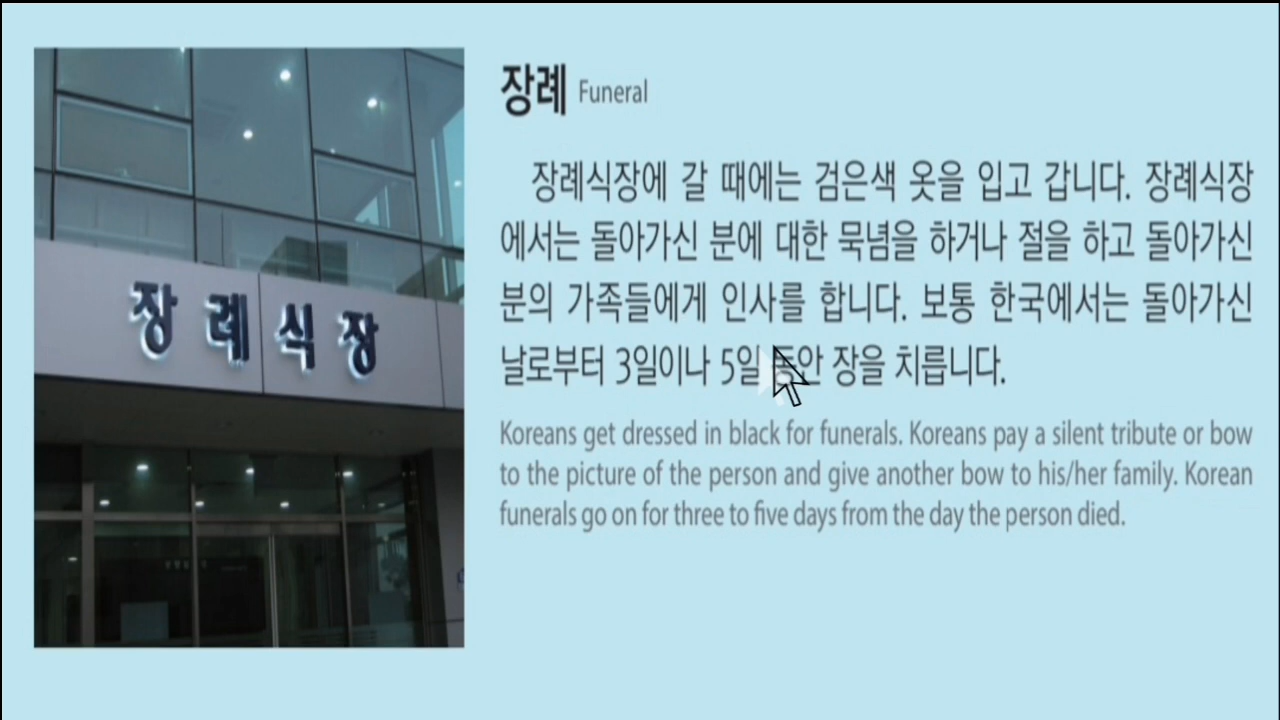 장례식장
장례 Funeral
장례식장에 갈 때에는 검은색 옷을 입고 갑니다. 장례식장
에서는 돌아가신 분에 대한 묵념을 하거나 절을 하고 돌아가신
분의 가족들에게 인사를 합니다. 보통 한국에서는 돌아가신
날로부터 3일이나 5일 동안 장을 치릅니다.
Koreans get dressed in black for funerals. Koreans pay a silent tribute or bow
to the picture of the person and give another bow to his/her family. Korean
funerals go on for three to five days from the day the person died.